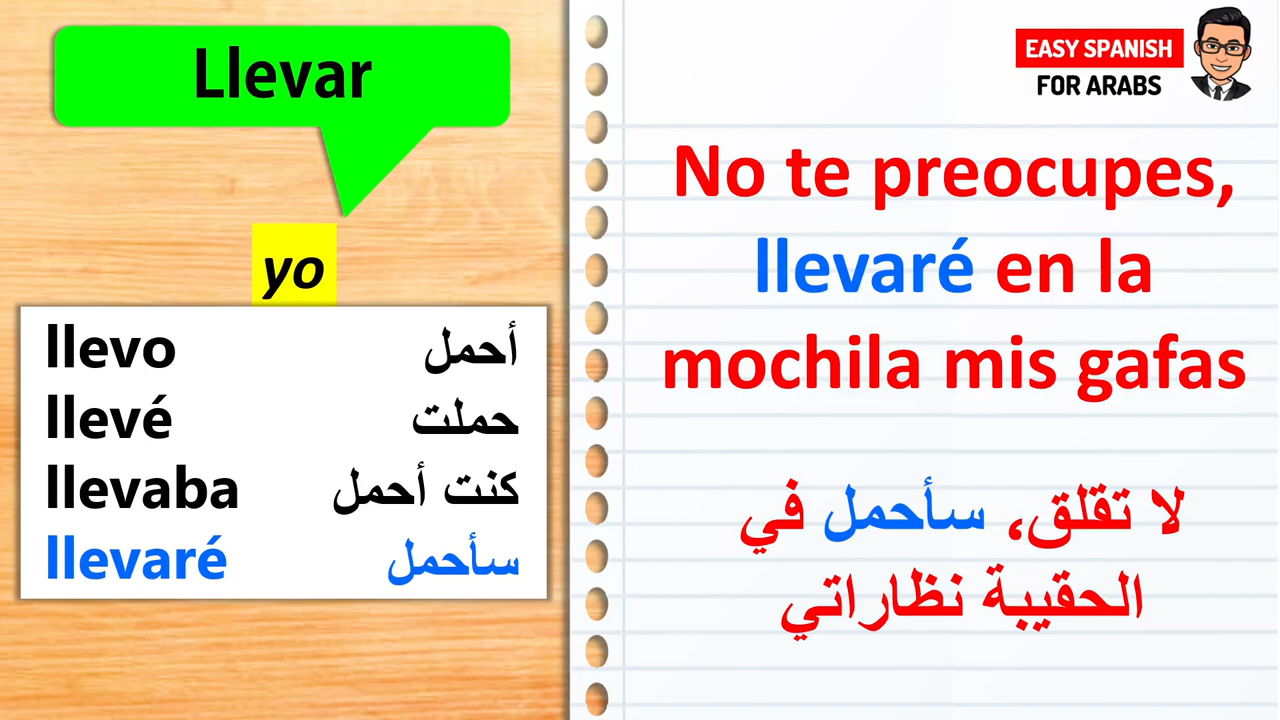 Llevar
yo
llevo أحمل
llevé حملت
llevaba كنت أحمل
llevaré سأحمل
EASY SPANISH
FOR ARABS
No te preocupes,
llevaré en la
mochila mis gafas
لا تقلق، سأحمل في
الحقيبة نظاراتي